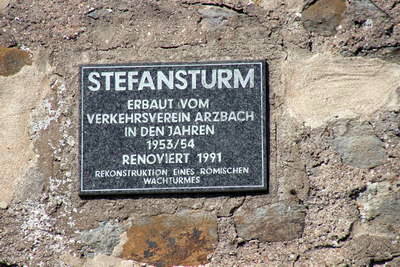 STEFANSTURM
ERBAUT VOM
VERKEHRSVEREIN ARZBACH
IN DEN JAHREN
1953/54
RENOVIERT 1991
REKONSTRUKTION EINES RÖMISCHEN
WACHTURMES